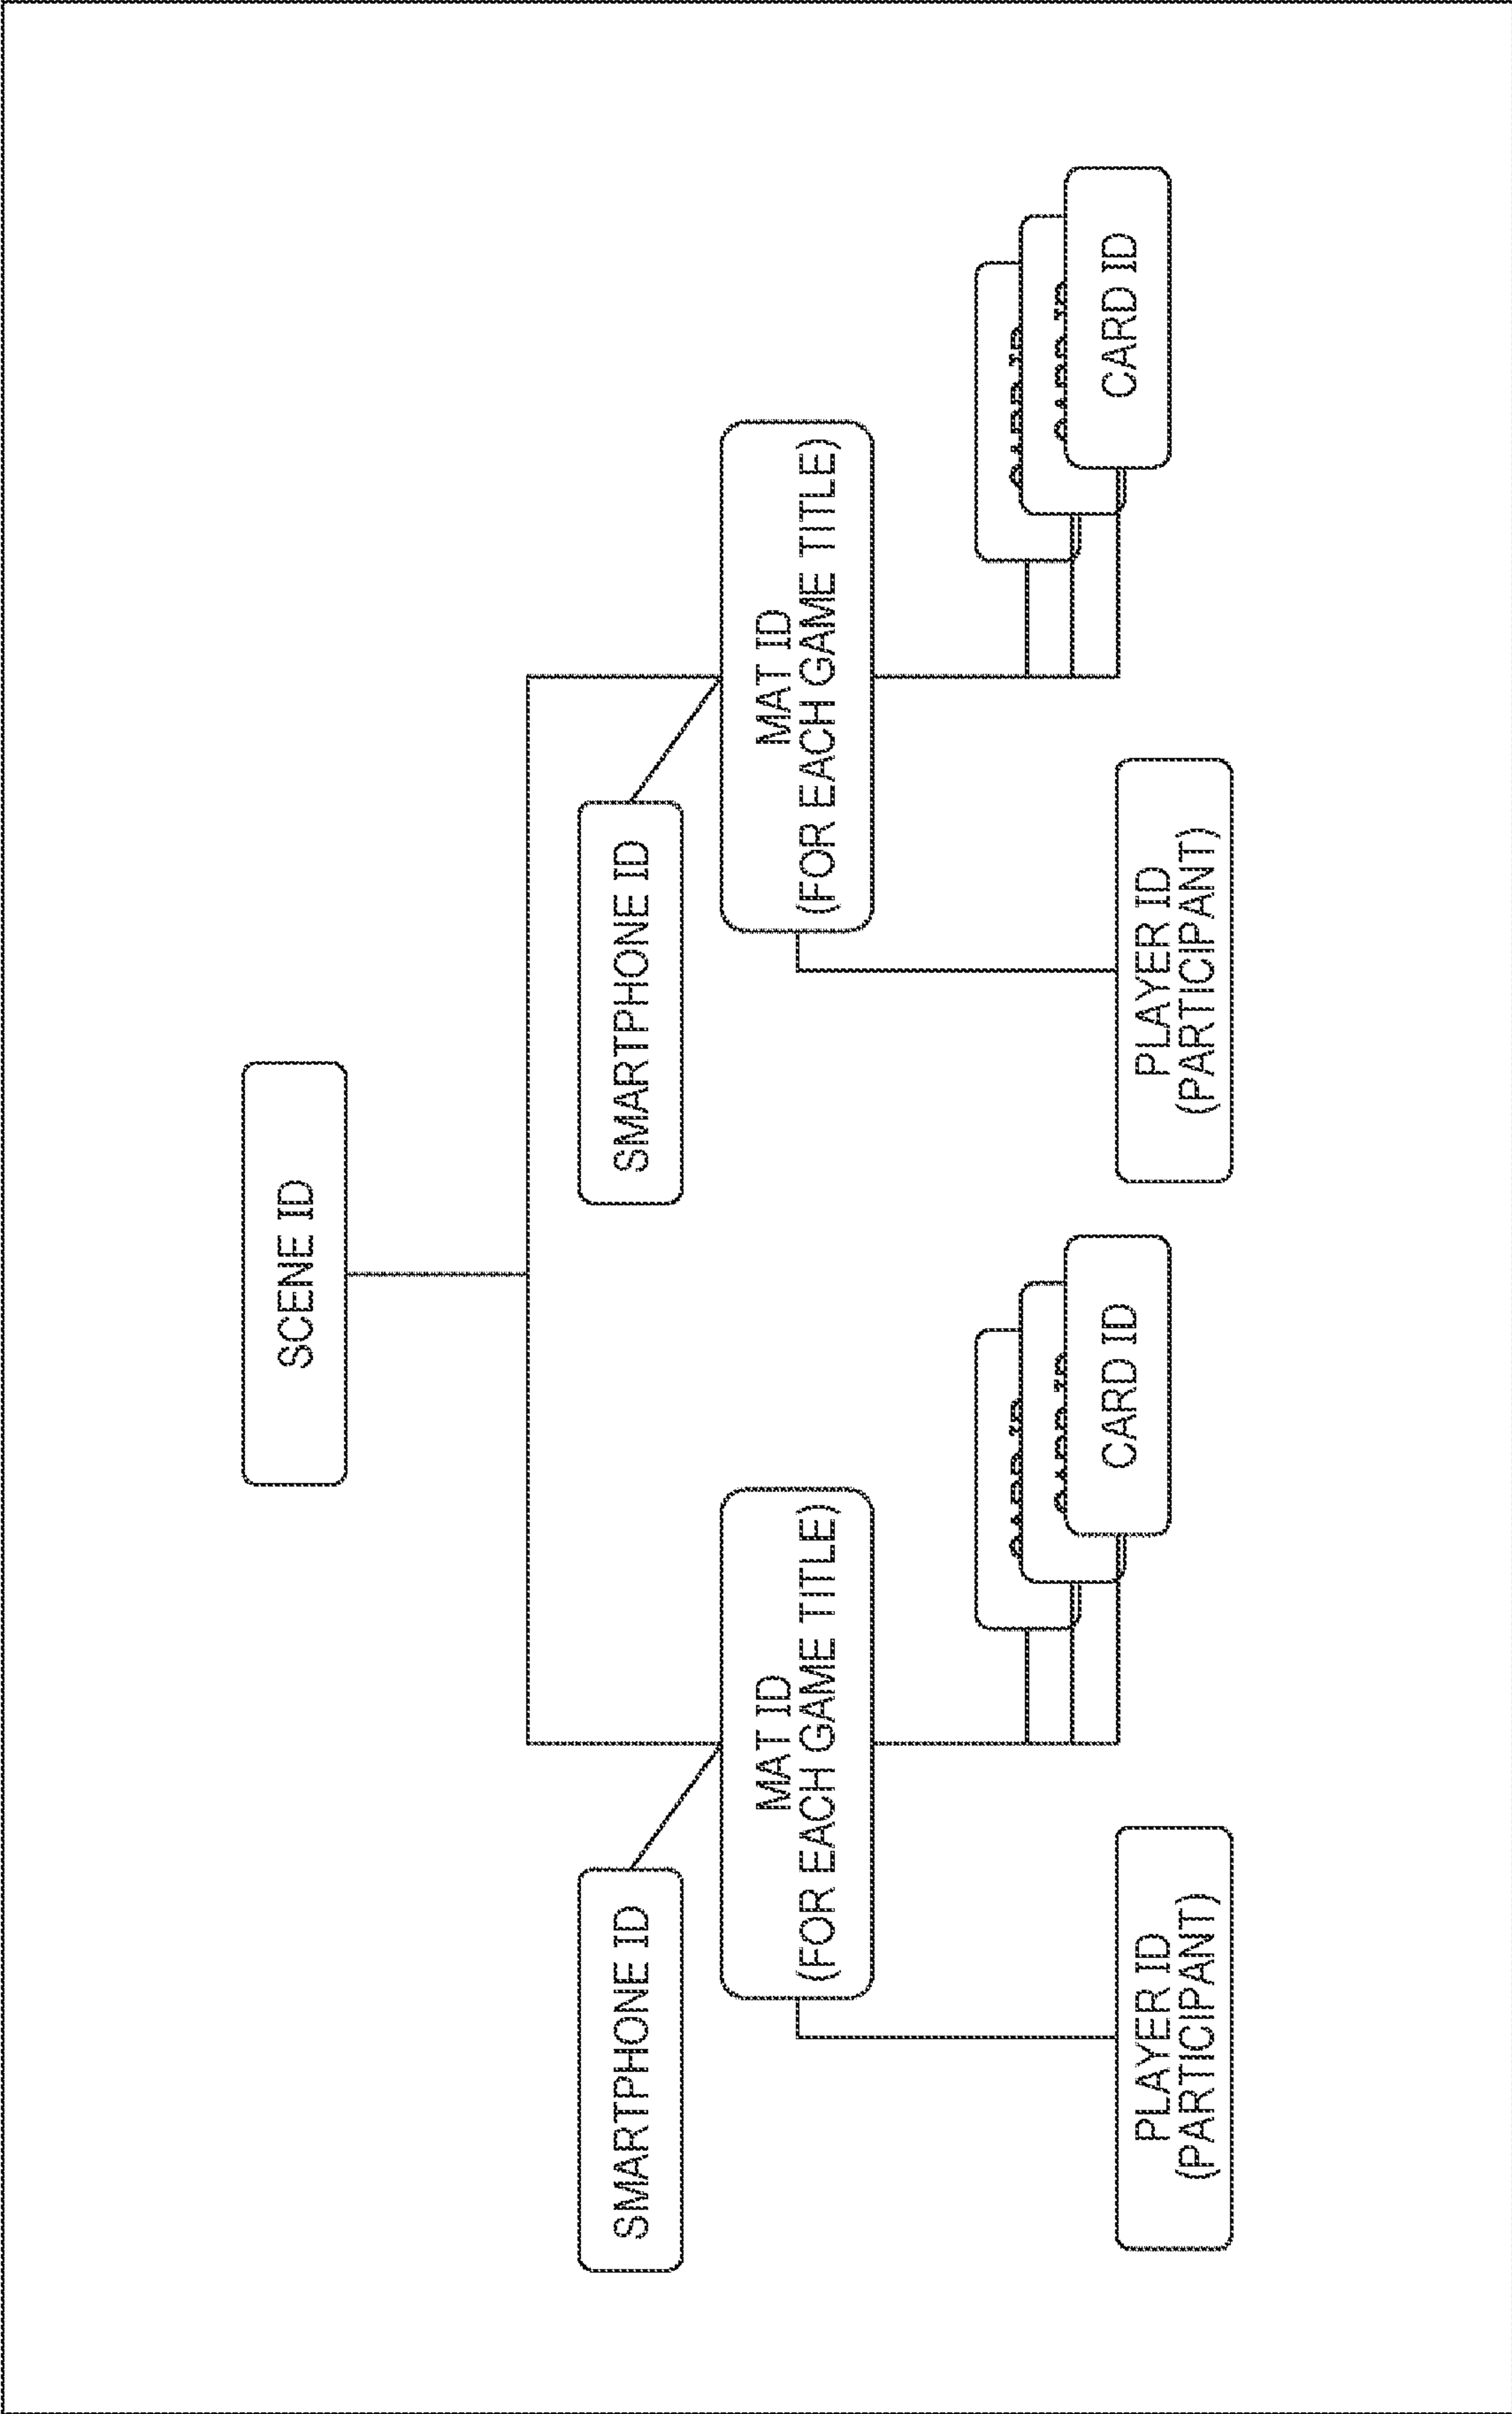 SCENE ID
SMARTPHONE ID
SMARTPHONE ID
MAT ID
(FOR EACH GAME TITLE)
MAT ID
(FOR EACH GAME TITLE)
CARD ID
CARD ID
PLAYER ID
(PARTICIPANT)
PLAYER ID
(PARTICIPANT)